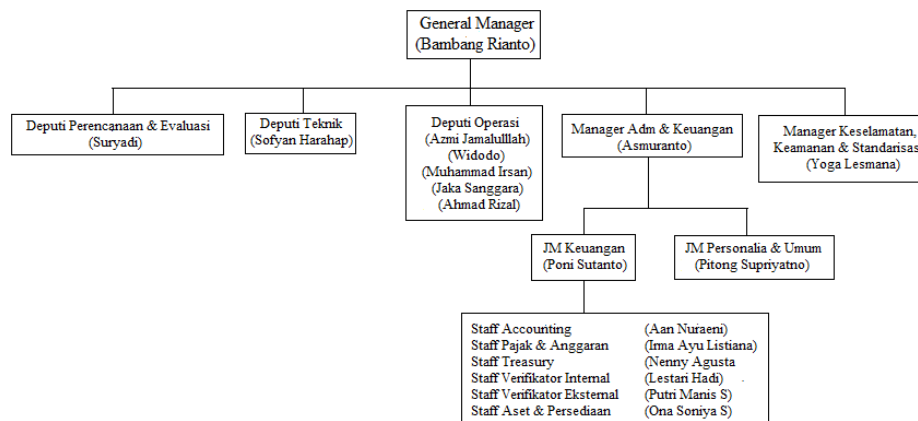 General Manager
(Bambang Rianto)
Deputi Perencanaan & Evaluasi
(Suryadi)
Deputi Teknik
(Sofyan Harahap)
Deputi Operasi
(Azmi Jamalulllah)
(Widodo)
(Muhammad Irsan)
(Jaka Sanggara)
(Ahmad Rizal)
Manager Adm & Keuangan
(Asmuranto)
Manager Keselamatan,
Keamanan & Standarisas
(Yoga Lesmana)
JM Keuangan
(Poni Sutanto)
JM Personalia & Umum
(Pitong Supriyatno)
Staff Accounting (Aan Nuraeni)
Staff Pajak & Anggaran (Irma Ayu Listiana)
Staff Treasury (Nenny Agusta
Staff Verifikator Internal (Lestari Hadi)
Staff Verifikator Eksternal (Putri Manis S)
Staff Aset & Persediaan (Ona Soniya S)